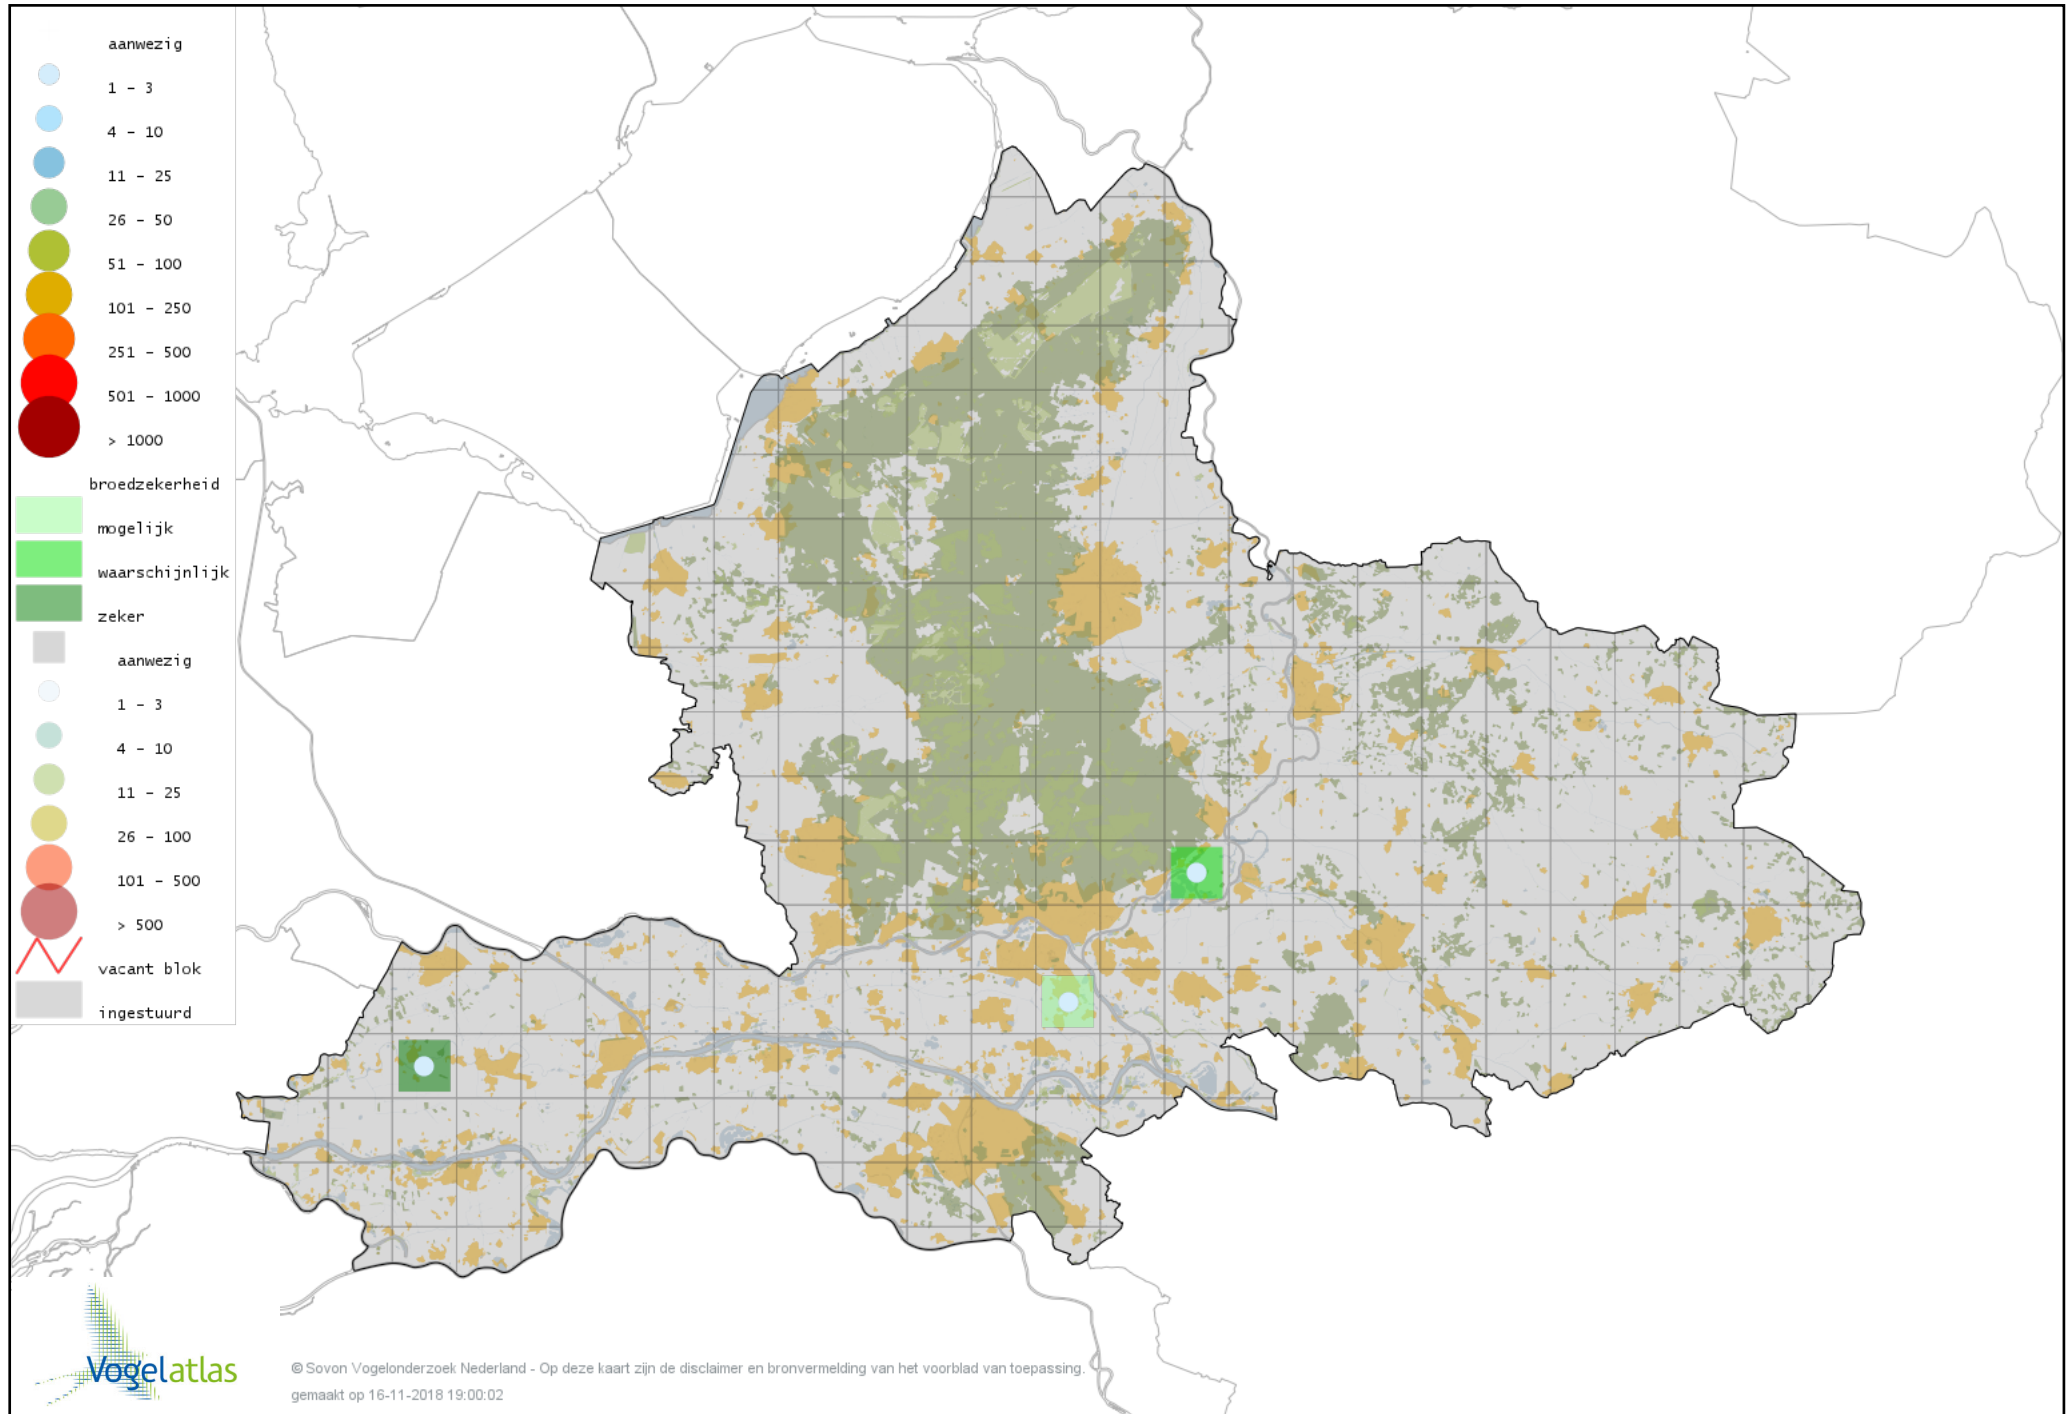 aanwezig
1 - 3
4 - 10
11 - 25
26 - 50
51 - 100
101 - 250
251 - 500
501 - 1000
> 1000
broedzekerheid
mogelijk
waarschijnlijk
zeker
aanwezig
1 - 3
4 - 10
11 - 25
26 - 100
101 - 500
> 500
vacant blok
ingestuurd
Vogelatlas
© Sovon Vogelonderzoek Nederland - Op deze kaart zijn de disclaimer en bronvermelding van het voorblad van toepassing.
gemaakt op 16-11-2018 19:00:02